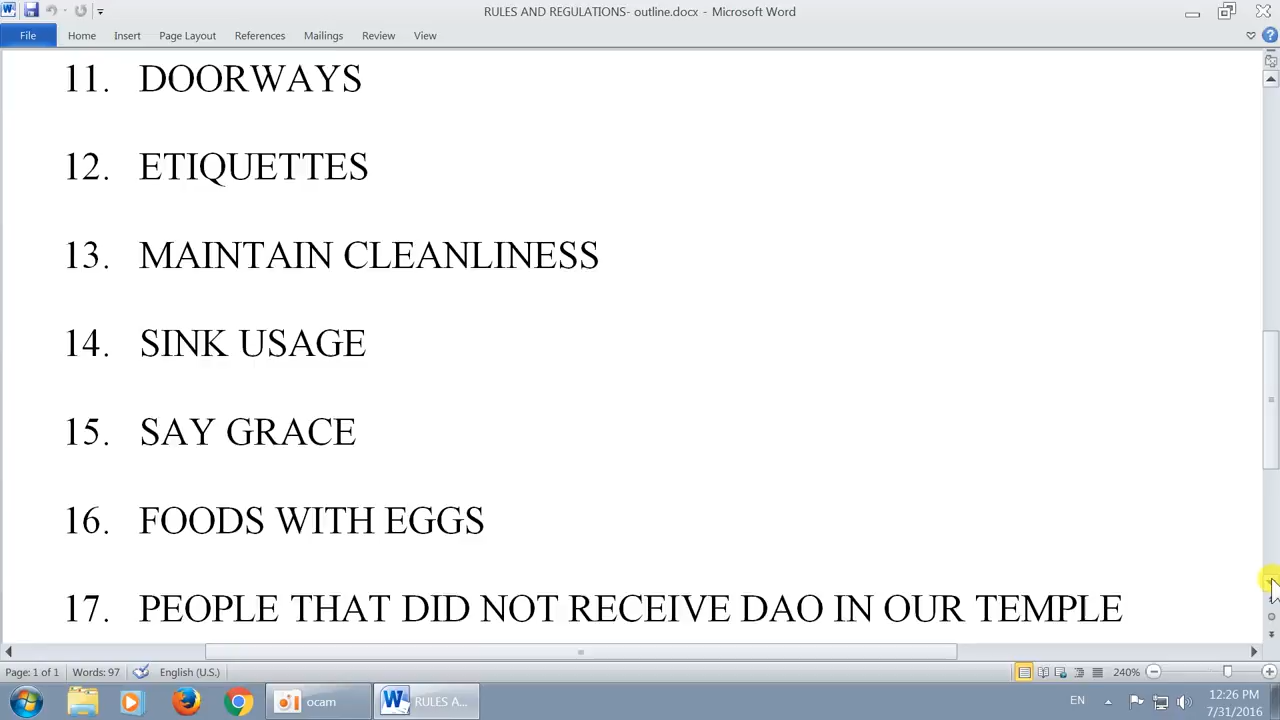 RULES AND REGULATIONS- outline.docx - Microsoft Word
File Home Insert Page Layout References Mailings Review View
11. DOORWAYS
12. ETIQUETTES
13. MAINTAIN CLEANLINESS
14. SINK USAGE
15. SAY GRACE
16. FOODS WITH EGGS
17. PEOPLE THAT DID NOT RECEIVE DAO IN OUR TEMPLE
Page: 1 of 1 Words: 97 English (U.S.) 240%
ocam RULES A... EN 12:26 PM
7/31/2016